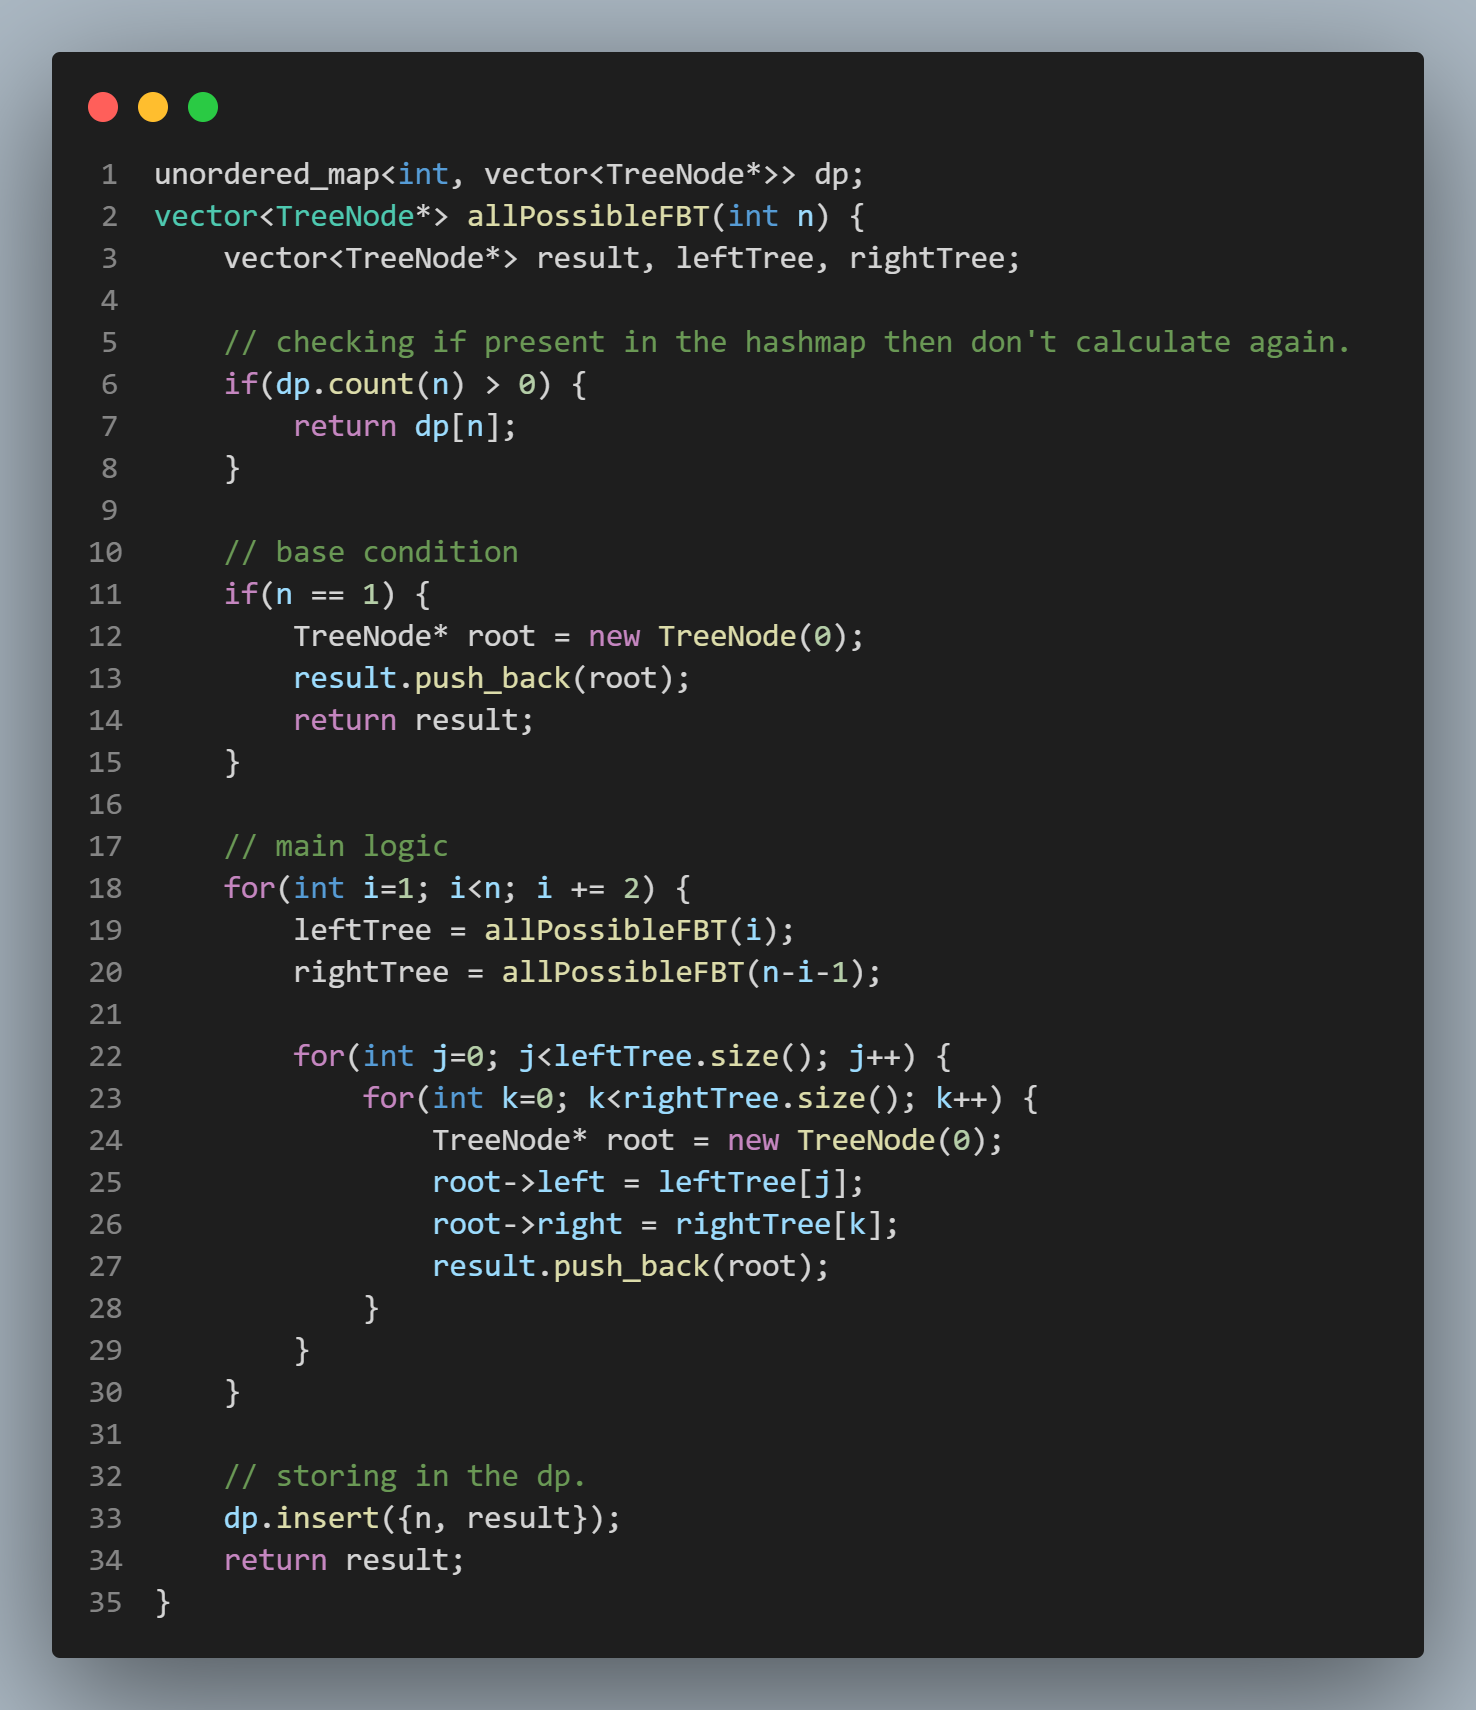 1 unordered_map<int, vector<TreeNode*>> dp;
2 vector<TreeNode*> allPossibleFBT(int n) {
3     vector<TreeNode*> result, leftTree, rightTree;
4
5     // checking if present in the hashmap then don't calculate again.
6     if(dp.count(n) > 0) {
7         return dp[n];
8     }
9
10     // base condition
11     if(n == 1) {
12         TreeNode* root = new TreeNode(0);
13         result.push_back(root);
14         return result;
15     }
16
17     // main logic
18     for(int i=1; i<n; i += 2) {
19         leftTree = allPossibleFBT(i);
20         rightTree = allPossibleFBT(n-i-1);
21
22         for(int j=0; j<leftTree.size(); j++) {
23             for(int k=0; k<rightTree.size(); k++) {
24                 TreeNode* root = new TreeNode(0);
25                 root->left = leftTree[j];
26                 root->right = rightTree[k];
27                 result.push_back(root);
28             }
29         }
30     }
31
32     // storing in the dp.
33     dp.insert({n, result});
34     return result;
35 }